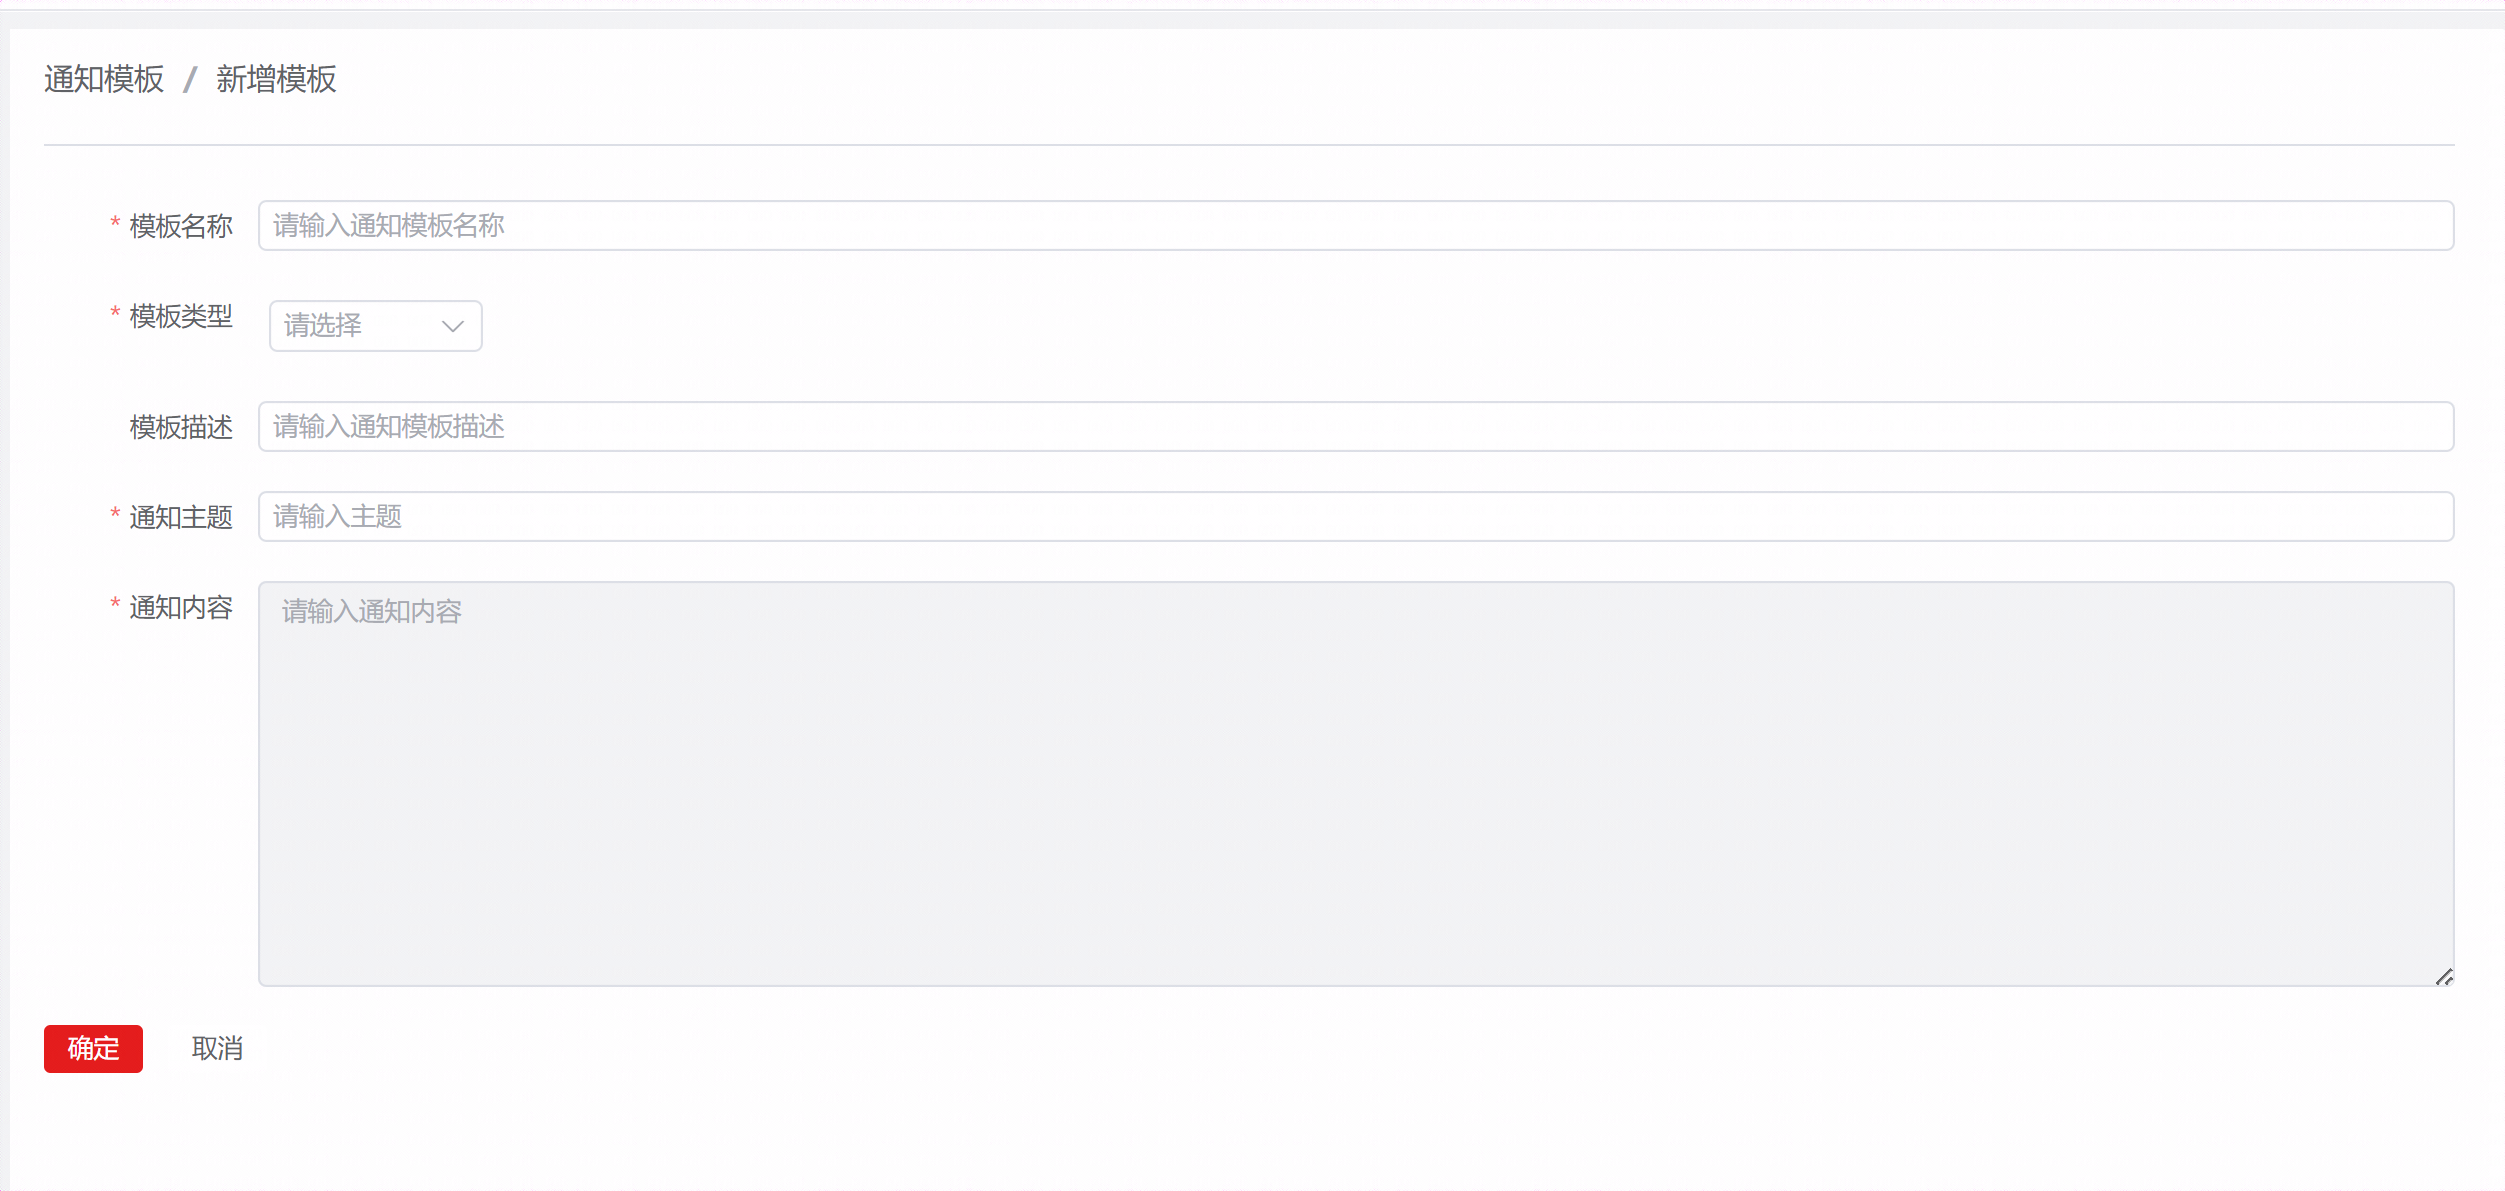 通知模板 / 新增模板
* 模板名称 请输入通知模板名称
* 模板类型 请选择
模板描述 请输入通知模板描述
* 通知主题 请输入主题
* 通知内容 请输入通知内容
确定 取消